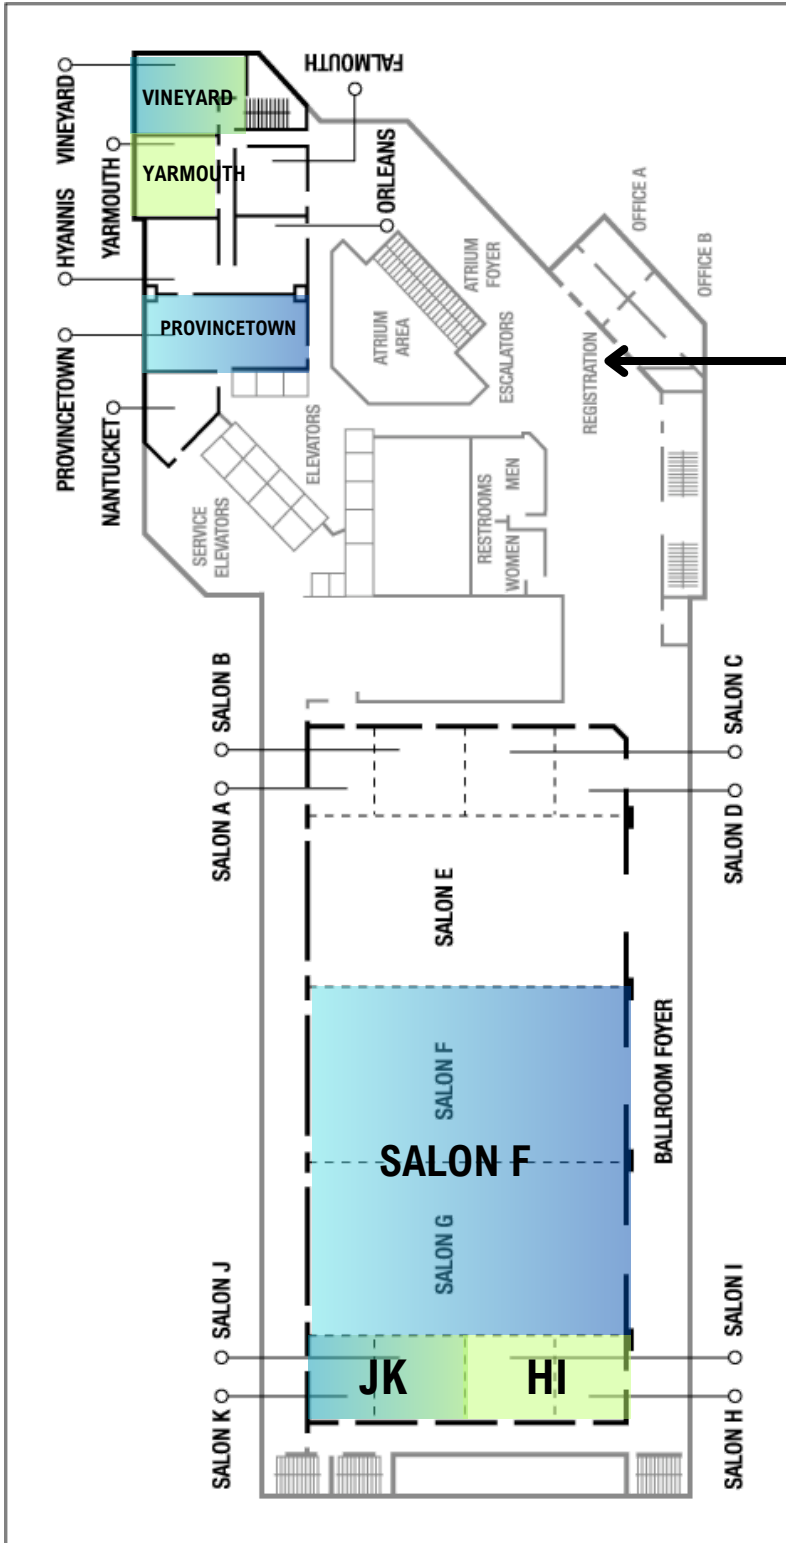 FALMOUTH
VINEYARD
VINEYARD
YARMOUTH
YARMOUTH
ORLEANS
HYANNIS
OFFICE A
OFFICE B
ATRIUM
FOYER
ATRIUM
AREA
ESCALATORS
PROVINCETOWN
PROVINCETOWN
REGISTRATION
NANTUCKET
ELEVATORS
SERVICE
ELEVATORS
RESTROOMS
MEN
WOMEN
SALON B
SALON C
SALON A
SALON D
SALON E
SALON F
BALLROOM FOYER
SALON F
SALON G
SALON J
SALON I
JK
HI
SALON K
SALON H